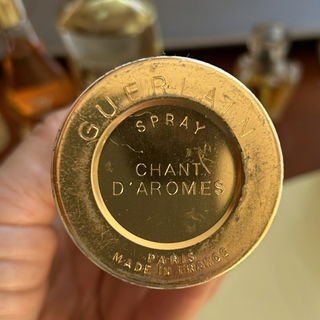 GUERLAIN
SPRAY
CHANT
D'AROMES
PARIS
MADE IN FRANCE